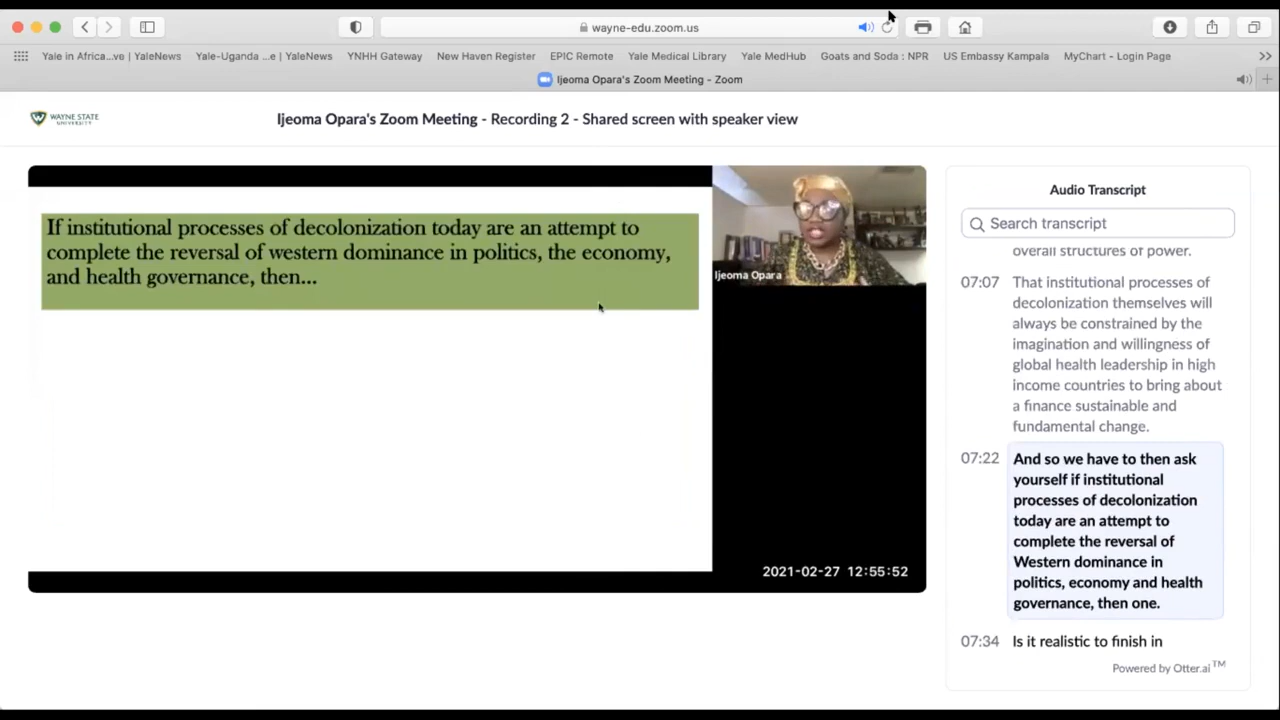 wayne-edu.zoom.us
Yale in Africa...ve | YaleNews Yale-Uganda ...e | YaleNews YNHH Gateway New Haven Register EPIC Remote Yale Medical Library Yale MedHub Goats and Soda : NPR US Embassy Kampala MyChart - Login Page
Ijeoma Opara's Zoom Meeting - Zoom
WAYNE STATE
UNIVERSITY
Ijeoma Opara's Zoom Meeting - Recording 2 - Shared screen with speaker view
If institutional processes of decolonization today are an attempt to
complete the reversal of western dominance in politics, the economy,
and health governance, then...
Ijeoma Opara
2021-02-27 12:55:52
Audio Transcript
Search transcript
overall structures of power.
07:07 That institutional processes of
decolonization themselves will
always be constrained by the
imagination and willingness of
global health leadership in high
income countries to bring about
a finance sustainable and
fundamental change.
07:22 And so we have to then ask
yourself if institutional
processes of decolonization
today are an attempt to
complete the reversal of
Western dominance in
politics, economy and health
governance, then one.
07:34 Is it realistic to finish in
Powered by Otter.ai™